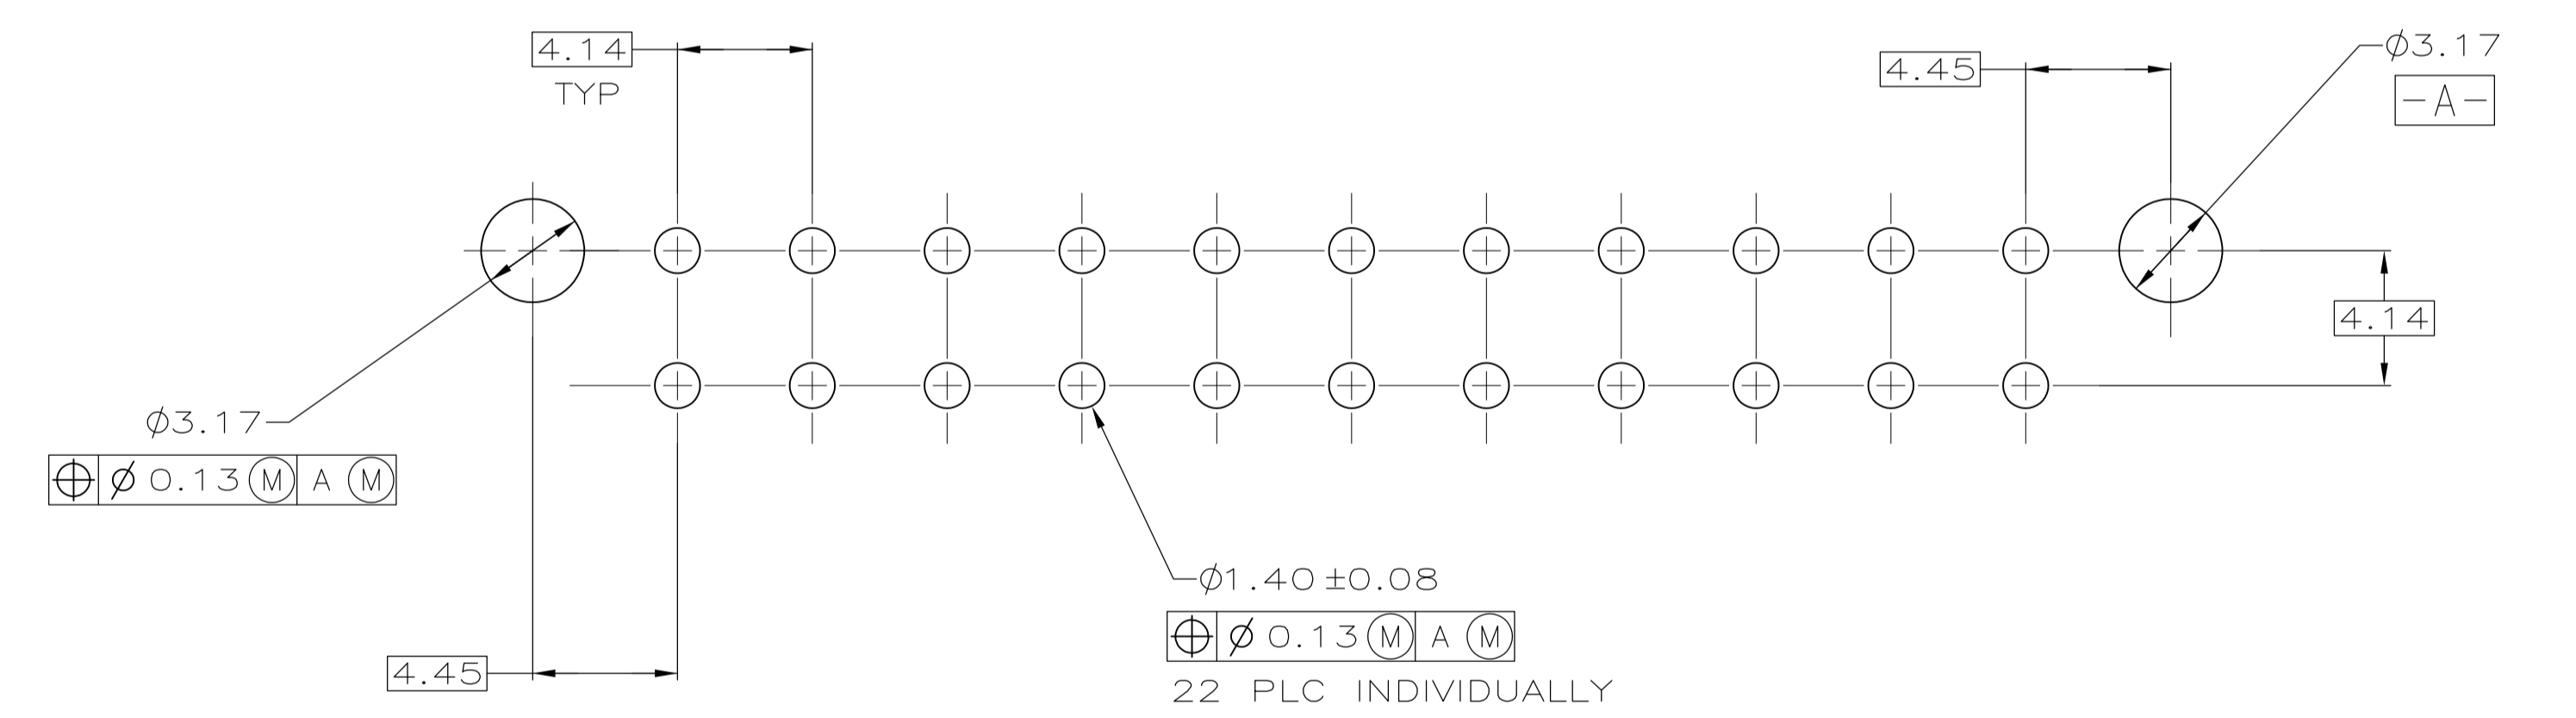 4.14
TYP
4.45
⌀3.17
-A-
4.14
⌀3.17
⌖ ⌀ 0.13 Ⓜ A Ⓜ
⌀1.40±0.08
⌖ ⌀ 0.13 Ⓜ A Ⓜ
22 PLC INDIVIDUALLY
4.45